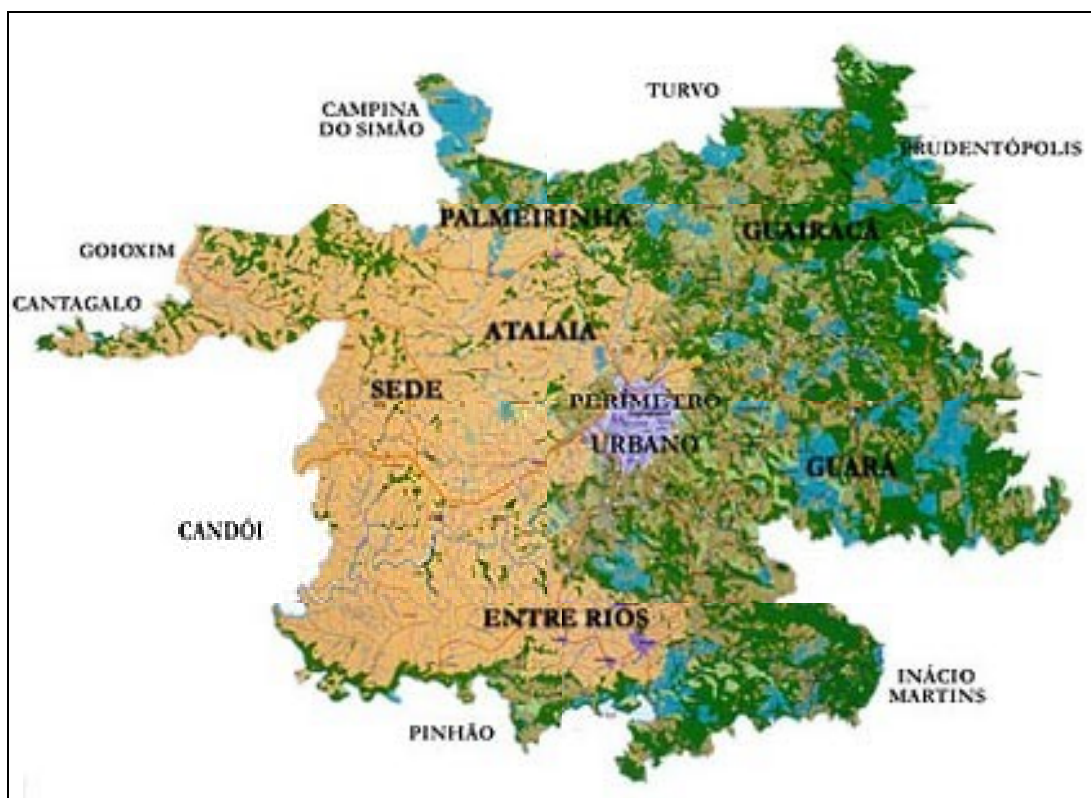 TURVO
CAMPINA
DO SIMÃO
PRUDENTÓPOLIS
PALMEIRINHA
GUAIRACÁ
GOIOXIM
CANTAGALO
ATALAIA
SEDE
PERÍMETRO
URBANO
GUARÁ
CANDÓI
ENTRE RIOS
INÁCIO
MARTINS
PINHÃO